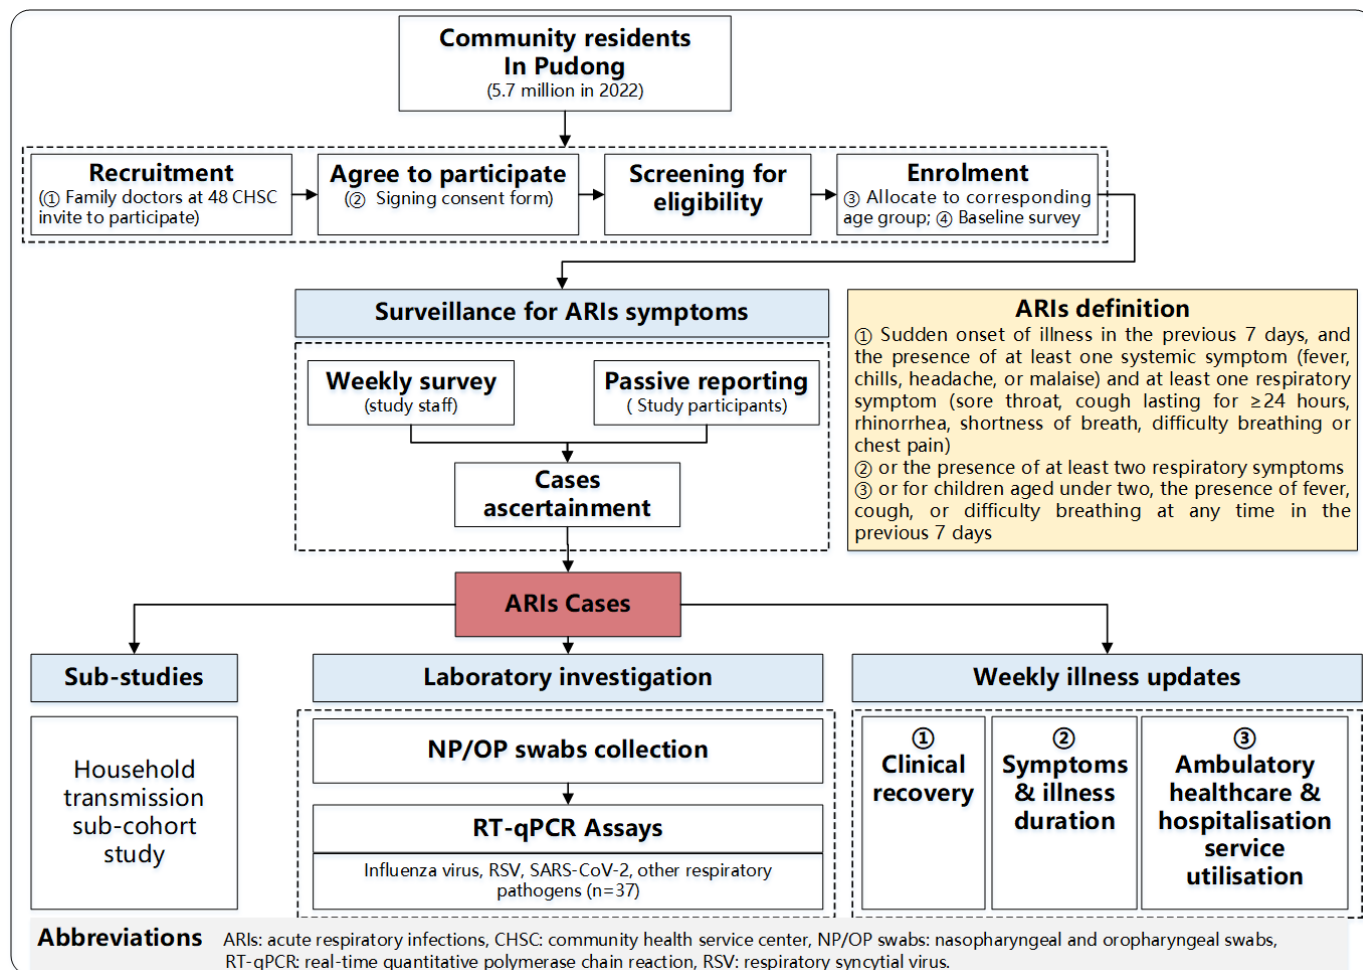 Community residents
In Pudong
(5.7 million in 2022)
Recruitment
(① Family doctors at 48 CHSC
invite to participate)
Agree to participate
(② Signing consent form)
Screening for
eligibility
Enrolment
③ Allocate to corresponding
age group; ④ Baseline survey
Surveillance for ARIs symptoms
Weekly survey
(study staff)
Passive reporting
( Study participants)
Cases
ascertainment
ARIs definition
① Sudden onset of illness in the previous 7 days, and
the presence of at least one systemic symptom (fever,
chills, headache, or malaise) and at least one respiratory
symptom (sore throat, cough lasting for ≥24 hours,
rhinorrhea, shortness of breath, difficulty breathing or
chest pain)
② or the presence of at least two respiratory symptoms
③ or for children aged under two, the presence of fever,
cough, or difficulty breathing at any time in the
previous 7 days
ARIs Cases
Sub-studies
Household
transmission
sub-cohort
study
Laboratory investigation
NP/OP swabs collection
RT-qPCR Assays
Influenza virus, RSV, SARS-CoV-2, other respiratory
pathogens (n=37)
Weekly illness updates
①
Clinical
recovery
②
Symptoms
& illness
duration
③
Ambulatory
healthcare &
hospitalisation
service
utilisation
Abbreviations ARIs: acute respiratory infections, CHSC: community health service center, NP/OP swabs: nasopharyngeal and oropharyngeal swabs,
RT-qPCR: real-time quantitative polymerase chain reaction, RSV: respiratory syncytial virus.